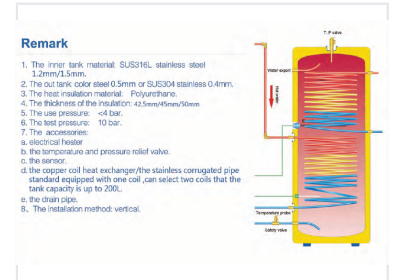 Remark
1. The inner tank material: SUS316L stainless steel
1.2mm/1.5mm.
2. The out tank color steel 0.5mm or SUS304 stainless 0.4mm.
3. The heat insulation material: Polyurethane.
4. The thickness of the insulation: 42.5mm/45mm/50mm
5. The use pressure: <4 bar.
6. The test pressure: 10 bar.
7. The accessories:
a. electrical heater
b. the temperature and pressure relief valve.
c. the sensor.
d. the copper coil heat exchanger/the stainless corrugated pipe
standard equipped with one coil ,can select two coils that the
tank capacity is up to 200L.
e. the drain pipe.
8、The installation method: vertical.
T. P valve
Water export
Hot water
Temperature probe
Safety valve